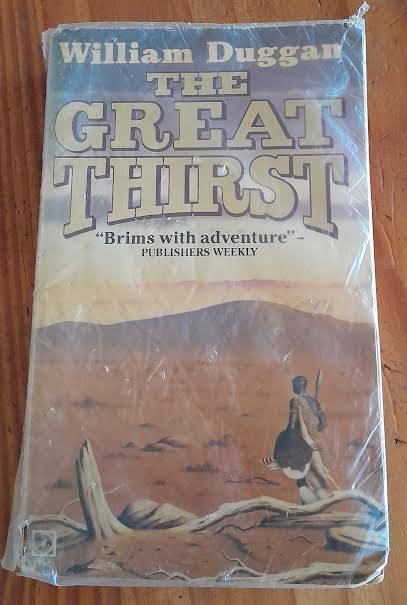 William Duggan
THE
GREAT
THIRST
"Brims with adventure"–
PUBLISHERS WEEKLY